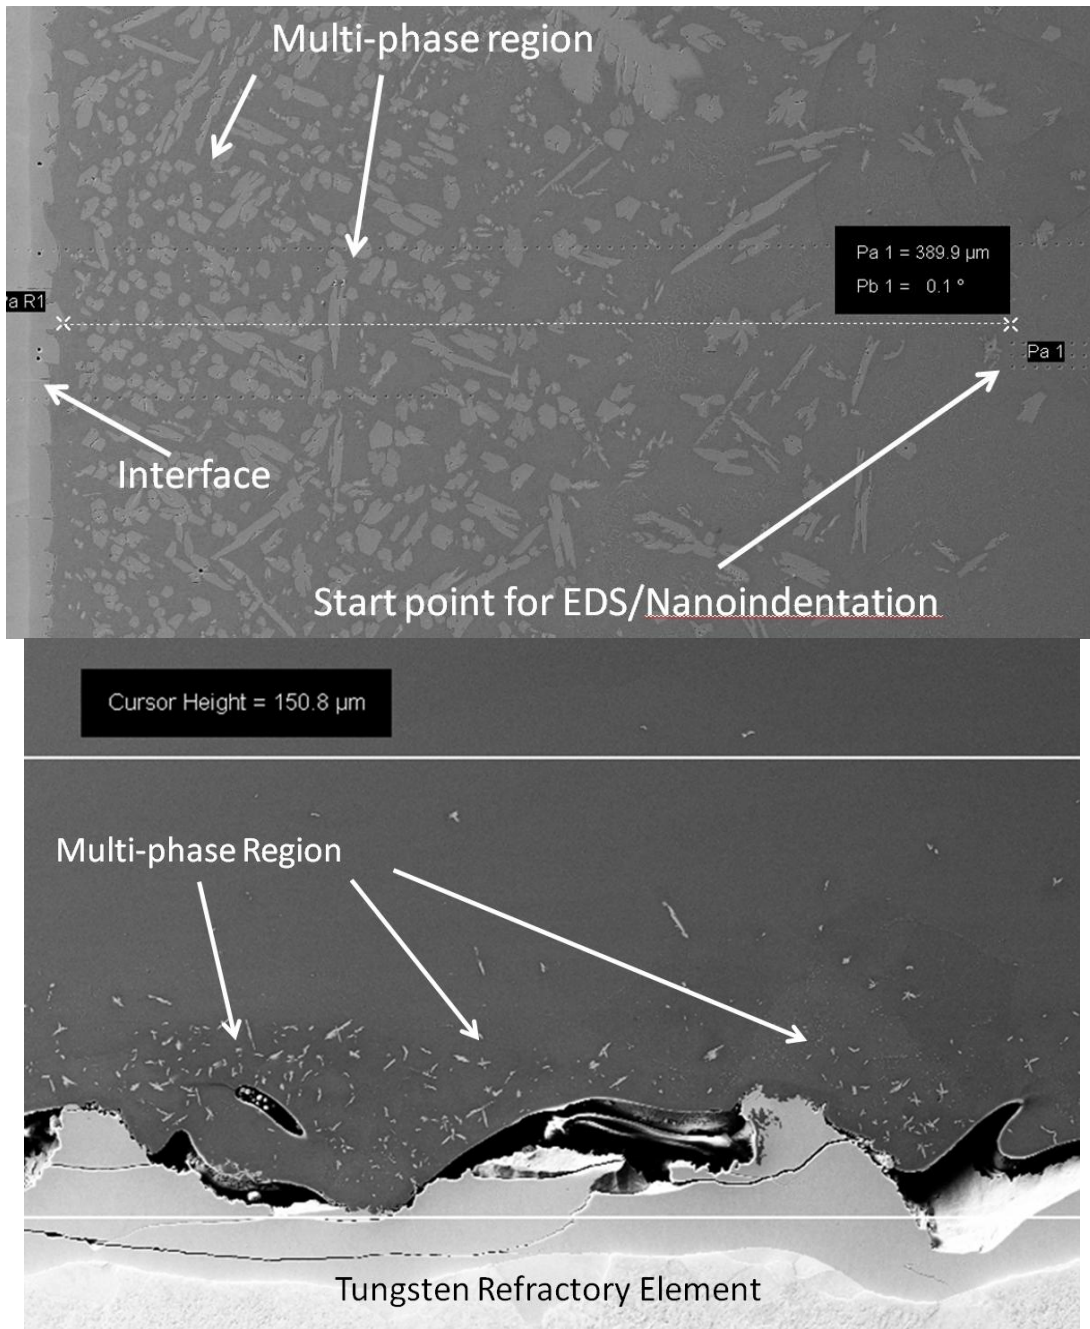 Multi-phase region
Pa 1 = 389.9 µm
Pb 1 = 0.1 °
Pa R1
Pa 1
Interface
Start point for EDS/Nanoindentation
Cursor Height = 150.8 µm
Multi-phase Region
Tungsten Refractory Element